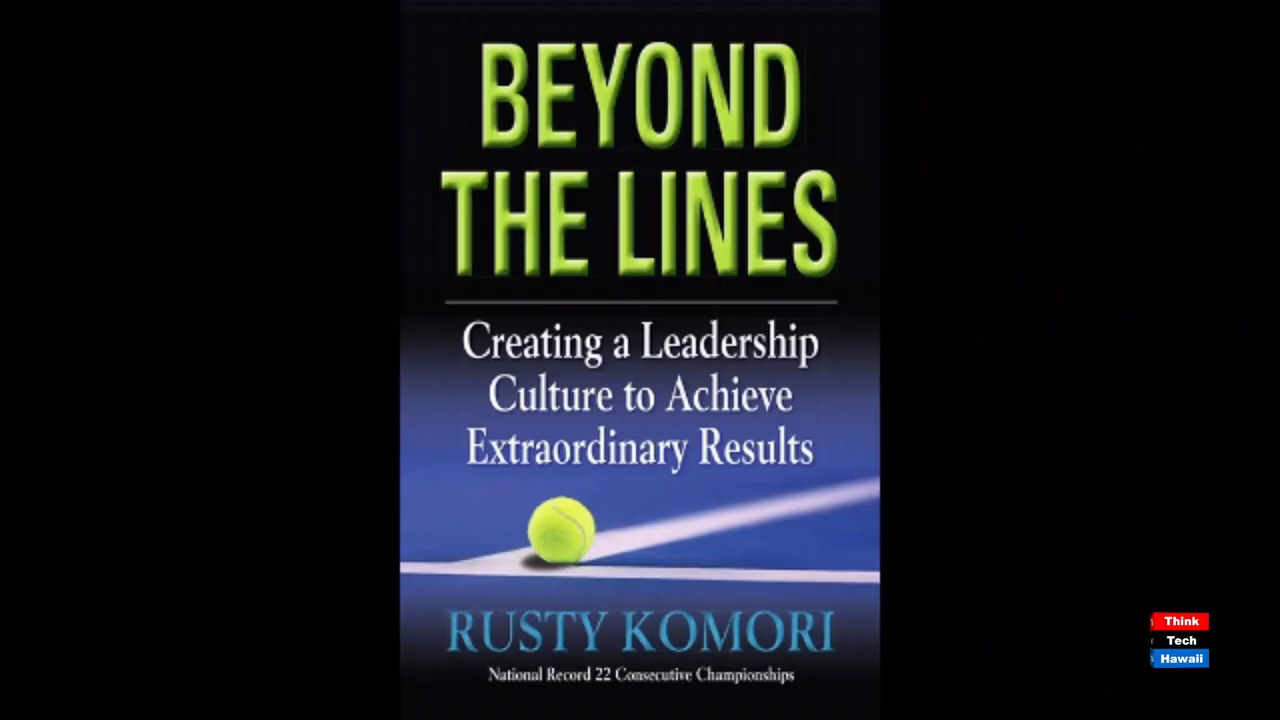 BEYOND
THE LINES
Creating a Leadership
Culture to Achieve
Extraordinary Results
RUSTY KOMORI
National Record 22 Consecutive Championships
Think
Tech
Hawaii